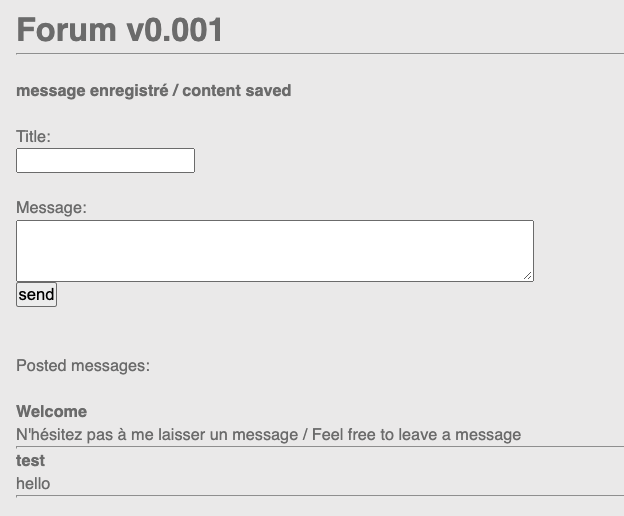 Forum v0.001
message enregistré / content saved
Title:
Message:
send
Posted messages:
Welcome
N'hésitez pas à me laisser un message / Feel free to leave a message
test
hello